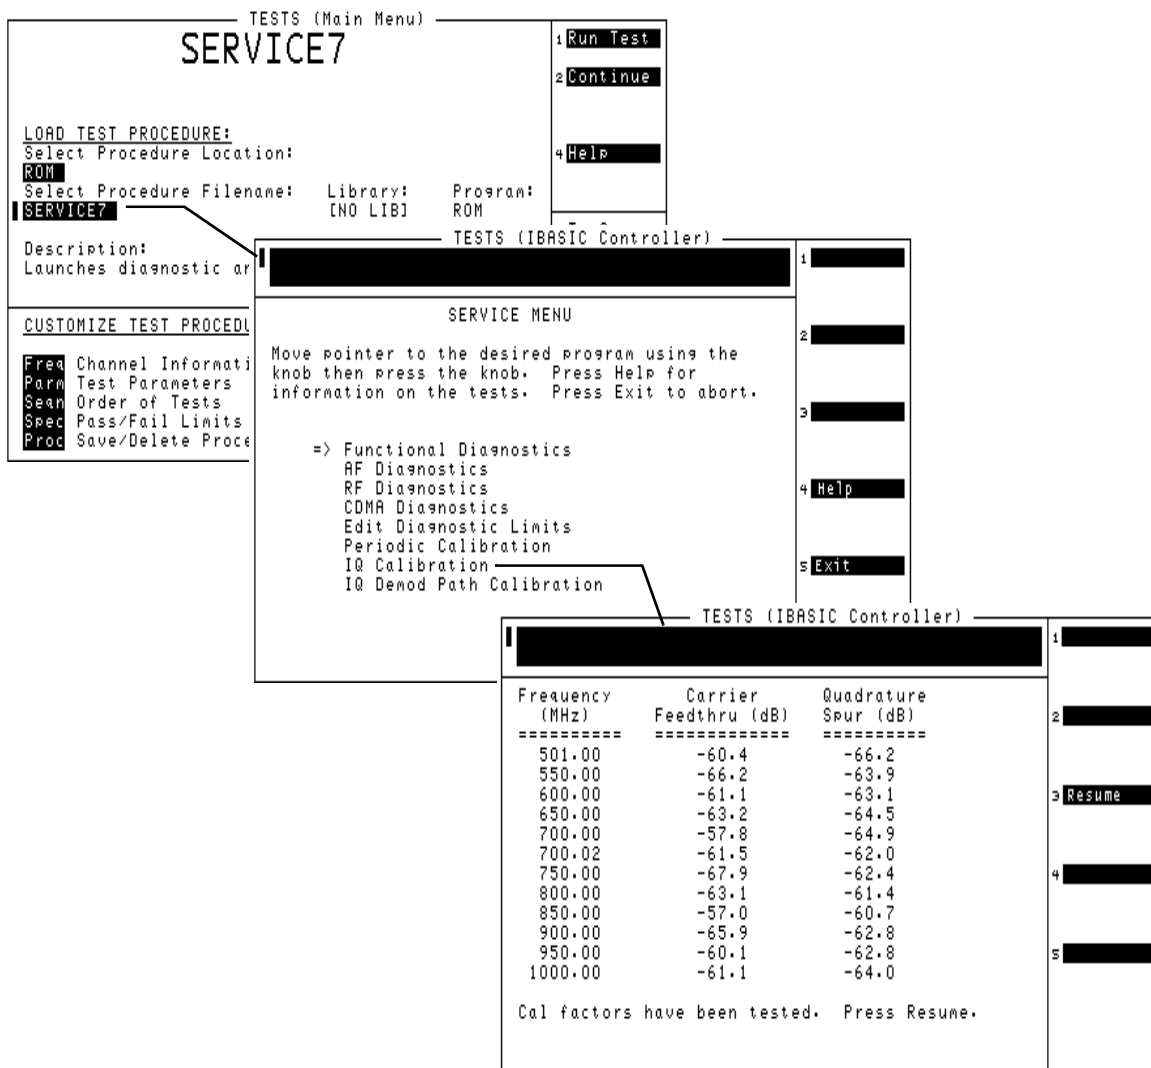 TESTS (Main Menu)
SERVICE7
1 Run Test
2 Continue
4 Help
LOAD TEST PROCEDURE:
Select Procedure Location:
ROM
Select Procedure Filename: Library: Program:
SERVICE7 [NO LIB] ROM
Description:
Launches diagnostic an
CUSTOMIZE TEST PROCEDU
Freq Channel Informati
Parm Test Parameters
Seqn Order of Tests
Spec Pass/Fail Limits
Proc Save/Delete Proce
TESTS (IBASIC Controller)
1
SERVICE MENU
2
Move pointer to the desired program using the
knob then press the knob. Press Help for
information on the tests. Press Exit to abort.
3
=> Functional Diagnostics
AF Diagnostics
RF Diagnostics
4 Help
CDMA Diagnostics
Edit Diagnostic Limits
Periodic Calibration
IQ Calibration
5 Exit
IQ Demod Path Calibration
TESTS (IBASIC Controller)
1
Frequency Carrier Quadrature
(MHz) Feedthru (dB) Spur (dB)
2
========== ============= ==========
501.00 -60.4 -66.2
550.00 -66.2 -63.9
600.00 -61.1 -63.1
3 Resume
650.00 -63.2 -64.5
700.00 -57.8 -64.9
700.02 -61.5 -62.0
750.00 -67.9 -62.4
4
800.00 -63.1 -61.4
850.00 -57.0 -60.7
900.00 -65.9 -62.8
950.00 -60.1 -62.8
5
1000.00 -61.1 -64.0
Cal factors have been tested. Press Resume.